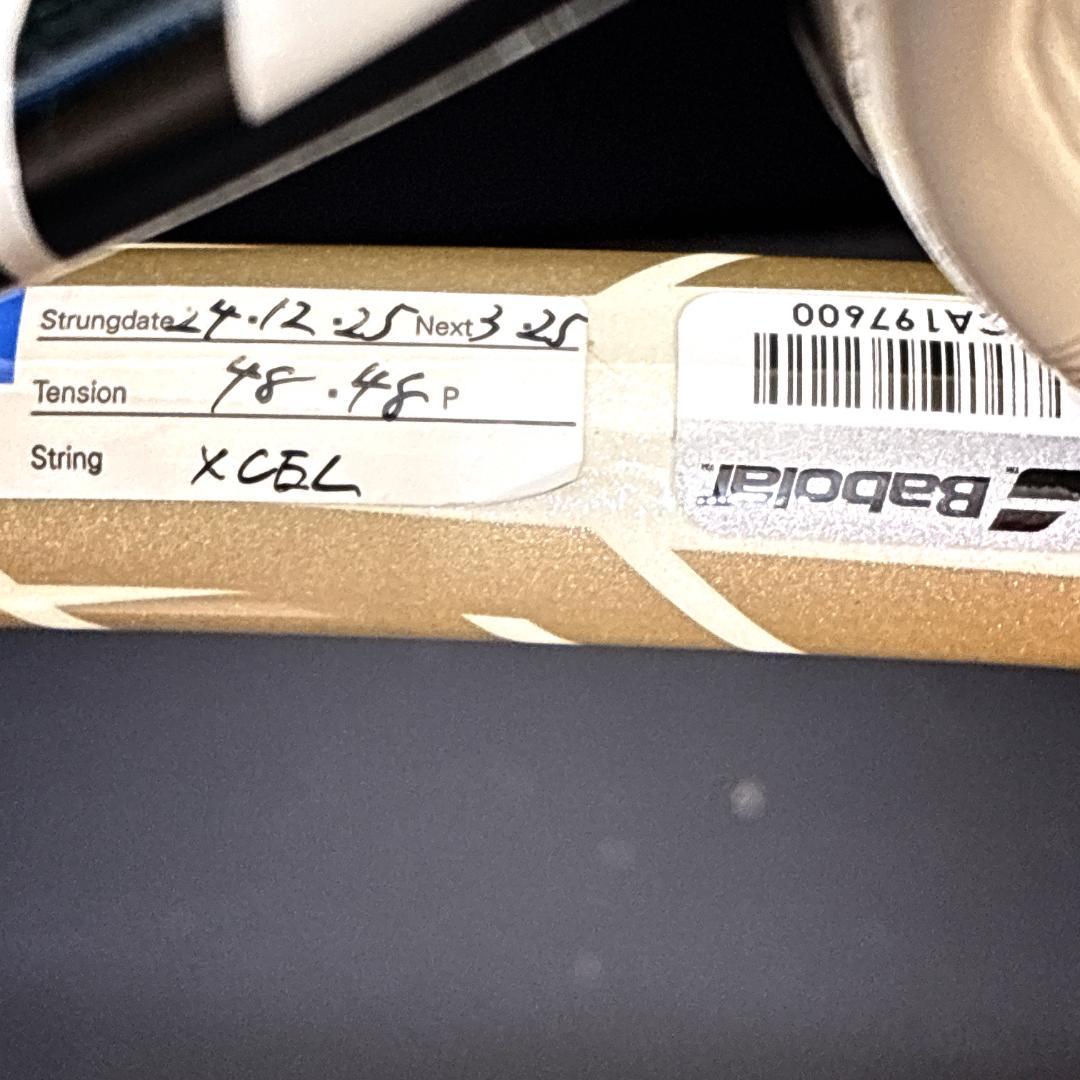 Strungdate 24.12.25 Next 3.25
Tension 48.48 P
String XCEL
CA197600
Babolat